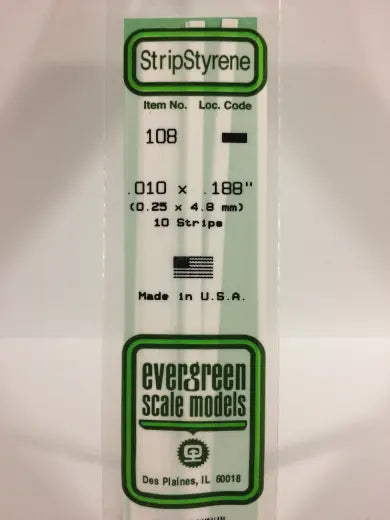 StripStyrene
Item No. Loc. Code
108
.010 x .188"
(0.25 x 4.8 mm)
10 Strips
Made in U.S.A.
evergreen
scale models
Des Plaines, IL 60018